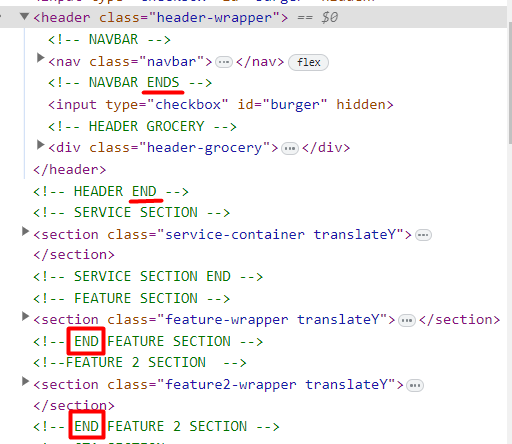 <header class="header-wrapper"> == $0
<!-- NAVBAR -->
<nav class="navbar"> ... </nav> flex
<!-- NAVBAR ENDS -->
<input type="checkbox" id="burger" hidden>
<!-- HEADER GROCERY -->
<div class="header-grocery"> ... </div>
</header>
<!-- HEADER END -->
<!-- SERVICE SECTION -->
<section class="service-container translateY"> ...
</section>
<!-- SERVICE SECTION END -->
<!-- FEATURE SECTION -->
<section class="feature-wrapper translateY"> ... </section>
<!-- END FEATURE SECTION -->
<!--FEATURE 2 SECTION  -->
<section class="feature2-wrapper translateY"> ...
</section>
<!-- END FEATURE 2 SECTION -->